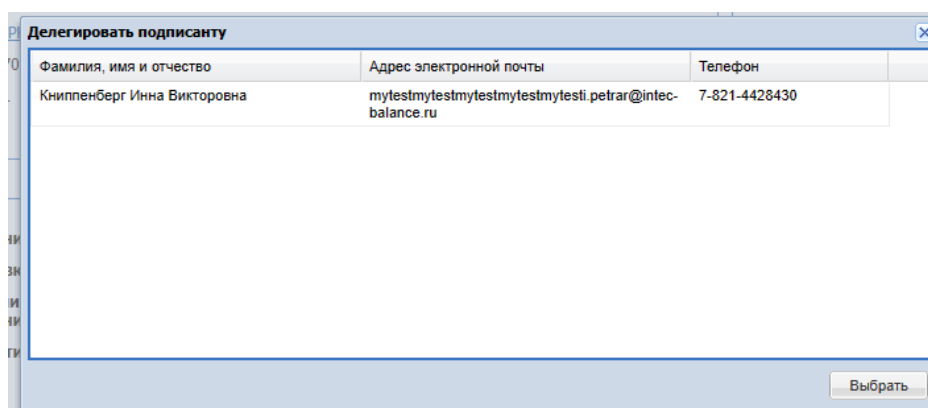 Делегировать подписанту
Фамилия, имя и отчество Адрес электронной почты Телефон
Книппенберг Инна Викторовна mytestmytestmytestmytestmytesti.petrar@intec- 7-821-4428430
balance.ru
Выбрать